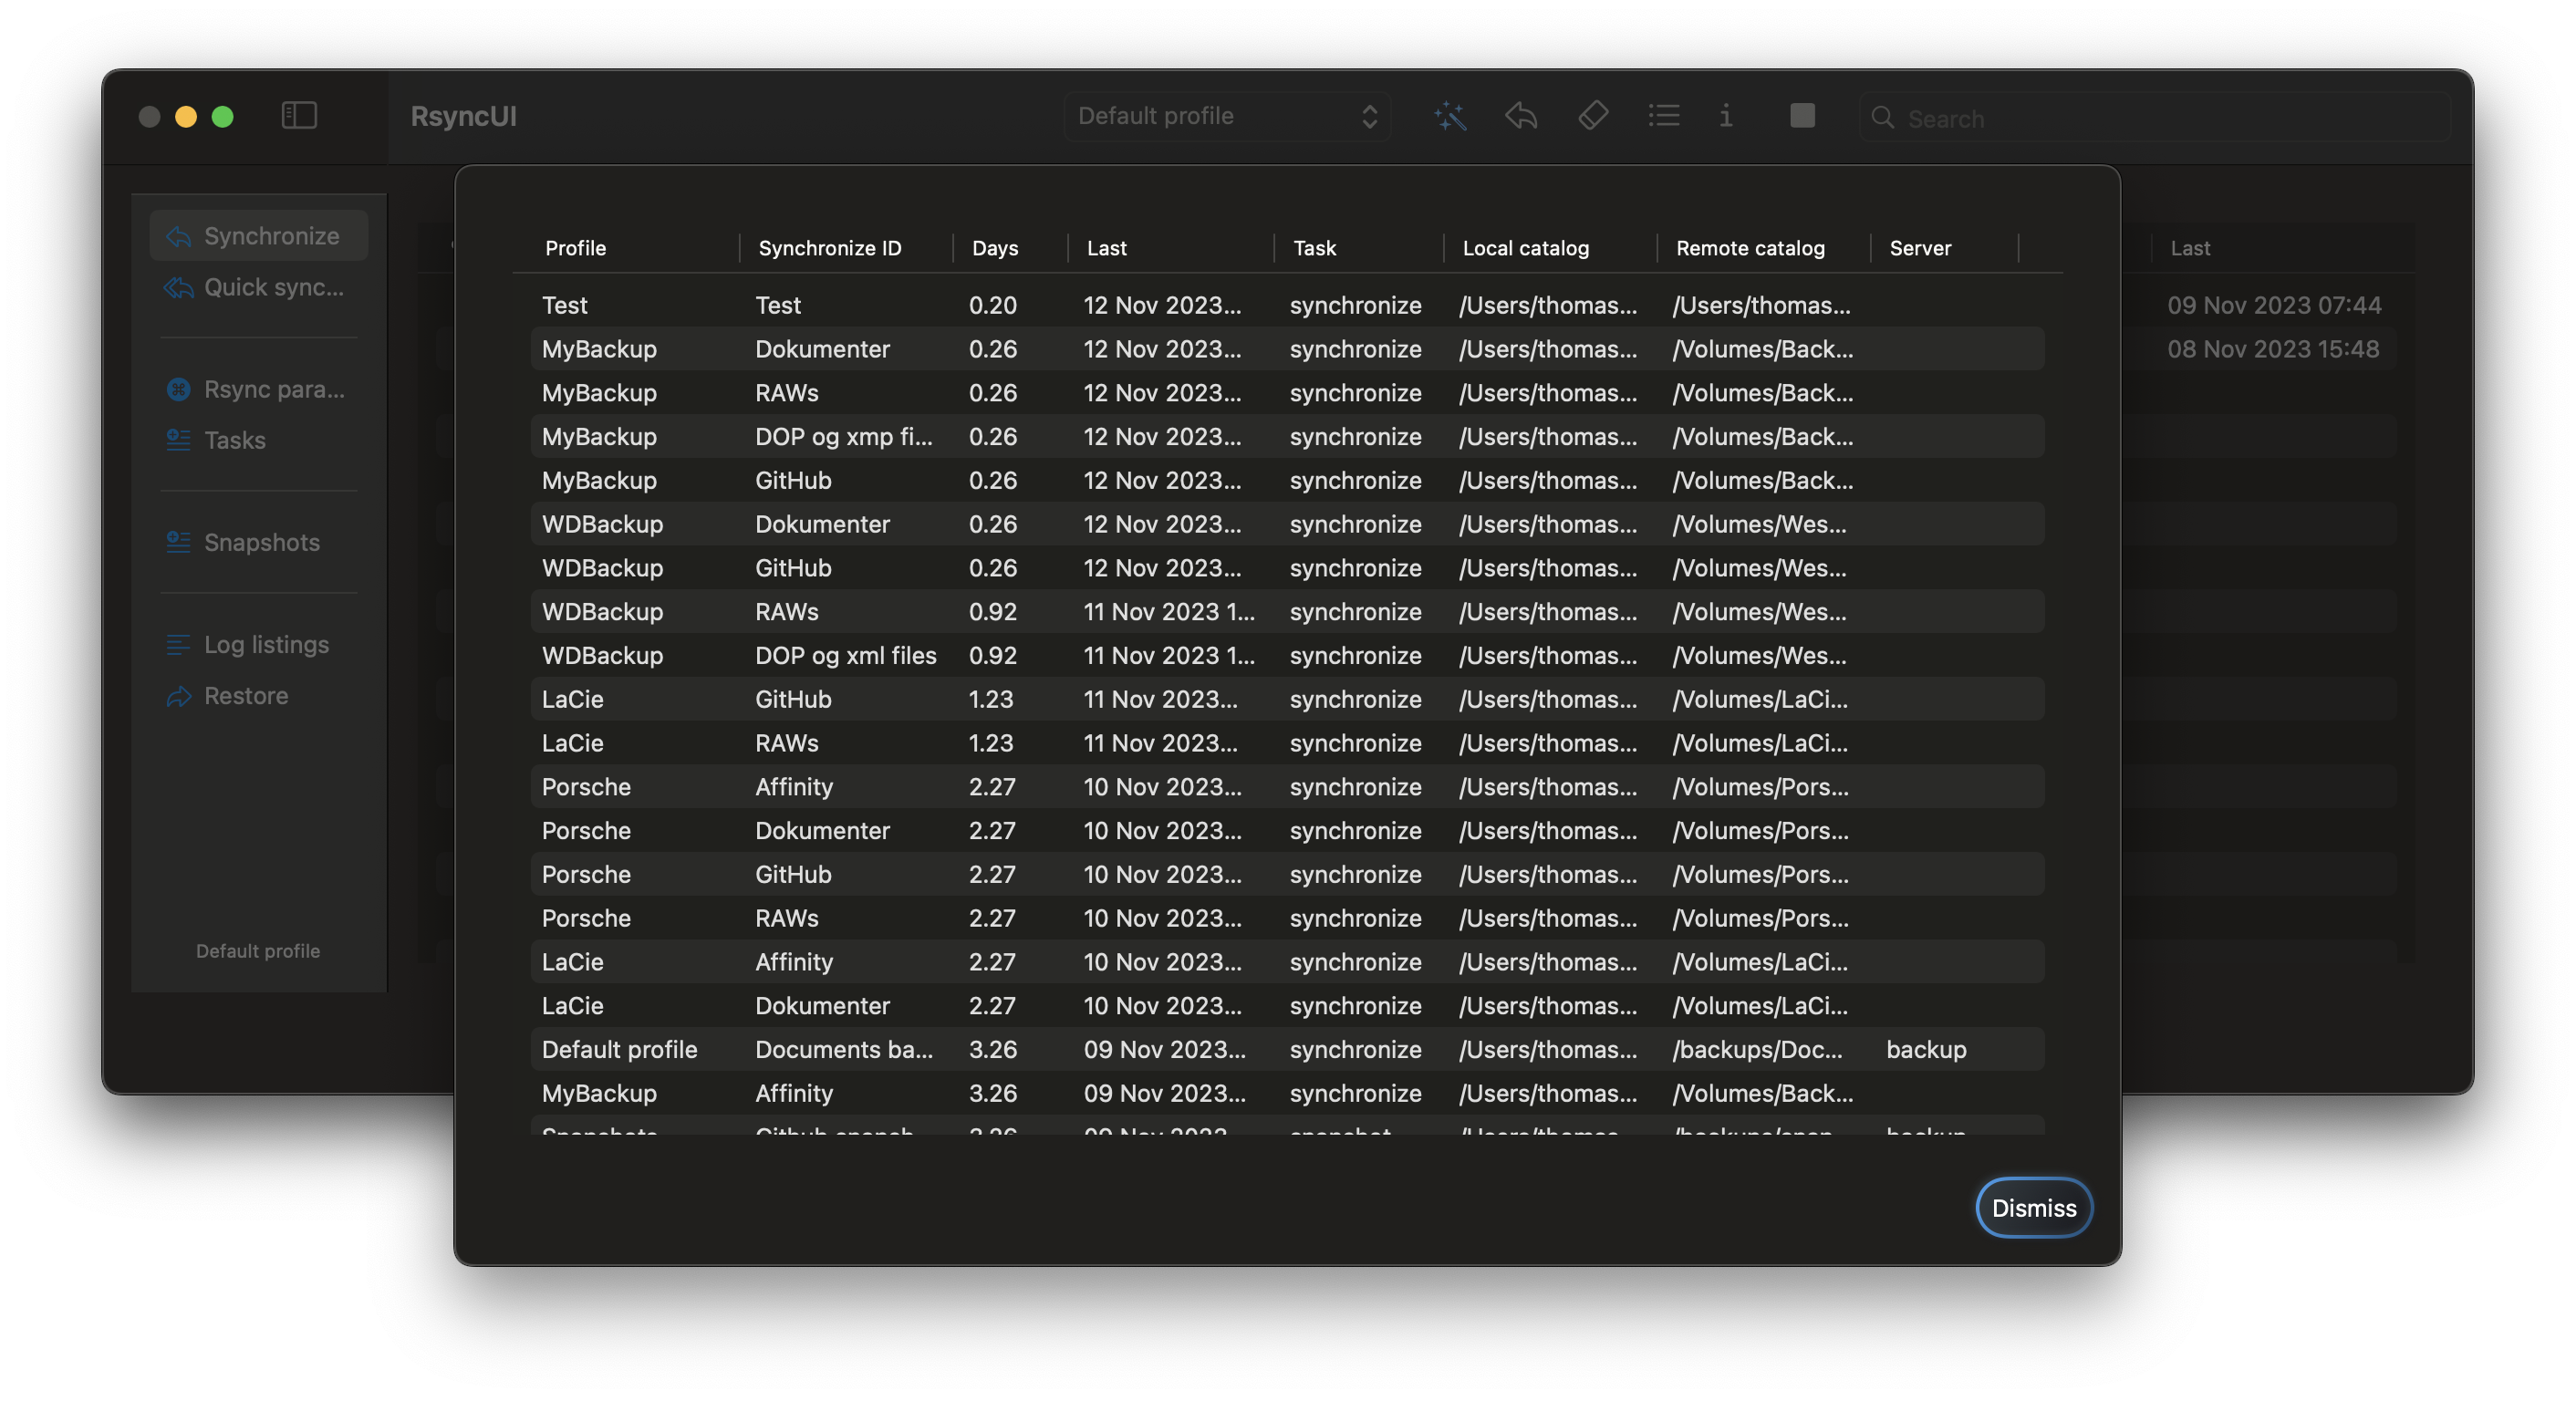 RsyncUI
Default profile
Search
Synchronize
Quick sync...
Rsync para...
Tasks
Snapshots
Log listings
Restore
Default profile
Profile Synchronize ID Days Last Task Local catalog Remote catalog Server
Test Test 0.20 12 Nov 2023... synchronize /Users/thomas... /Users/thomas...
MyBackup Dokumenter 0.26 12 Nov 2023... synchronize /Users/thomas... /Volumes/Back...
MyBackup RAWs 0.26 12 Nov 2023... synchronize /Users/thomas... /Volumes/Back...
MyBackup DOP og xmp fi... 0.26 12 Nov 2023... synchronize /Users/thomas... /Volumes/Back...
MyBackup GitHub 0.26 12 Nov 2023... synchronize /Users/thomas... /Volumes/Back...
WDBackup Dokumenter 0.26 12 Nov 2023... synchronize /Users/thomas... /Volumes/Wes...
WDBackup GitHub 0.26 12 Nov 2023... synchronize /Users/thomas... /Volumes/Wes...
WDBackup RAWs 0.92 11 Nov 2023 1... synchronize /Users/thomas... /Volumes/Wes...
WDBackup DOP og xml files 0.92 11 Nov 2023 1... synchronize /Users/thomas... /Volumes/Wes...
LaCie GitHub 1.23 11 Nov 2023... synchronize /Users/thomas... /Volumes/LaCi...
LaCie RAWs 1.23 11 Nov 2023... synchronize /Users/thomas... /Volumes/LaCi...
Porsche Affinity 2.27 10 Nov 2023... synchronize /Users/thomas... /Volumes/Pors...
Porsche Dokumenter 2.27 10 Nov 2023... synchronize /Users/thomas... /Volumes/Pors...
Porsche GitHub 2.27 10 Nov 2023... synchronize /Users/thomas... /Volumes/Pors...
Porsche RAWs 2.27 10 Nov 2023... synchronize /Users/thomas... /Volumes/Pors...
LaCie Affinity 2.27 10 Nov 2023... synchronize /Users/thomas... /Volumes/LaCi...
LaCie Dokumenter 2.27 10 Nov 2023... synchronize /Users/thomas... /Volumes/LaCi...
Default profile Documents ba... 3.26 09 Nov 2023... synchronize /Users/thomas... /backups/Doc... backup
MyBackup Affinity 3.26 09 Nov 2023... synchronize /Users/thomas... /Volumes/Back...
Dismiss
Last
09 Nov 2023 07:44
08 Nov 2023 15:48